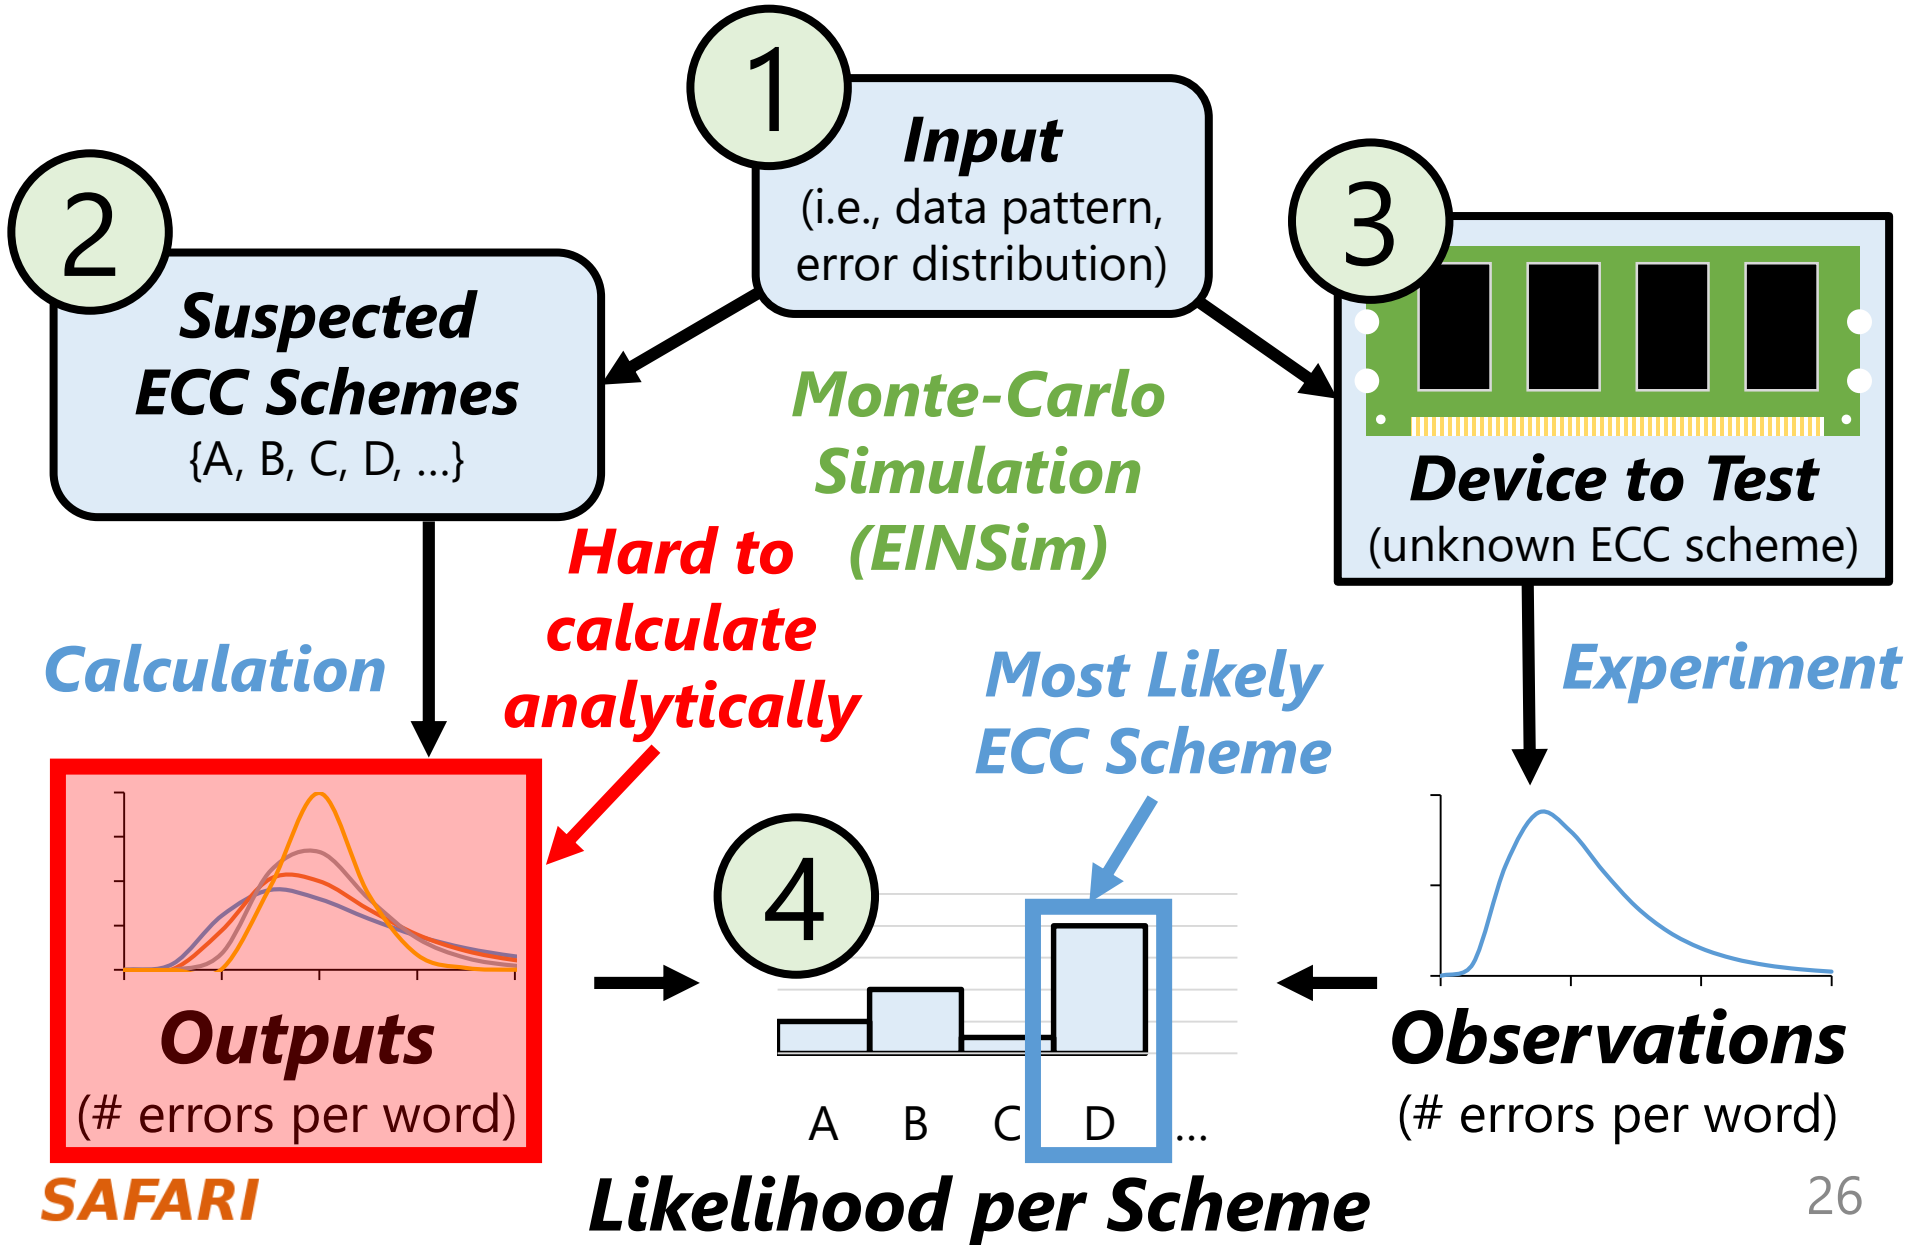 1
Input
(i.e., data pattern,
error distribution)
2
Suspected
ECC Schemes
{A, B, C, D, ...}
3
Device to Test
(unknown ECC scheme)
Monte-Carlo
Simulation
(EINSim)
Hard to
calculate
analytically
Calculation
Experiment
Most Likely
ECC Scheme
Outputs
(# errors per word)
4
A B C D ...
Likelihood per Scheme
Observations
(# errors per word)
SAFARI
26